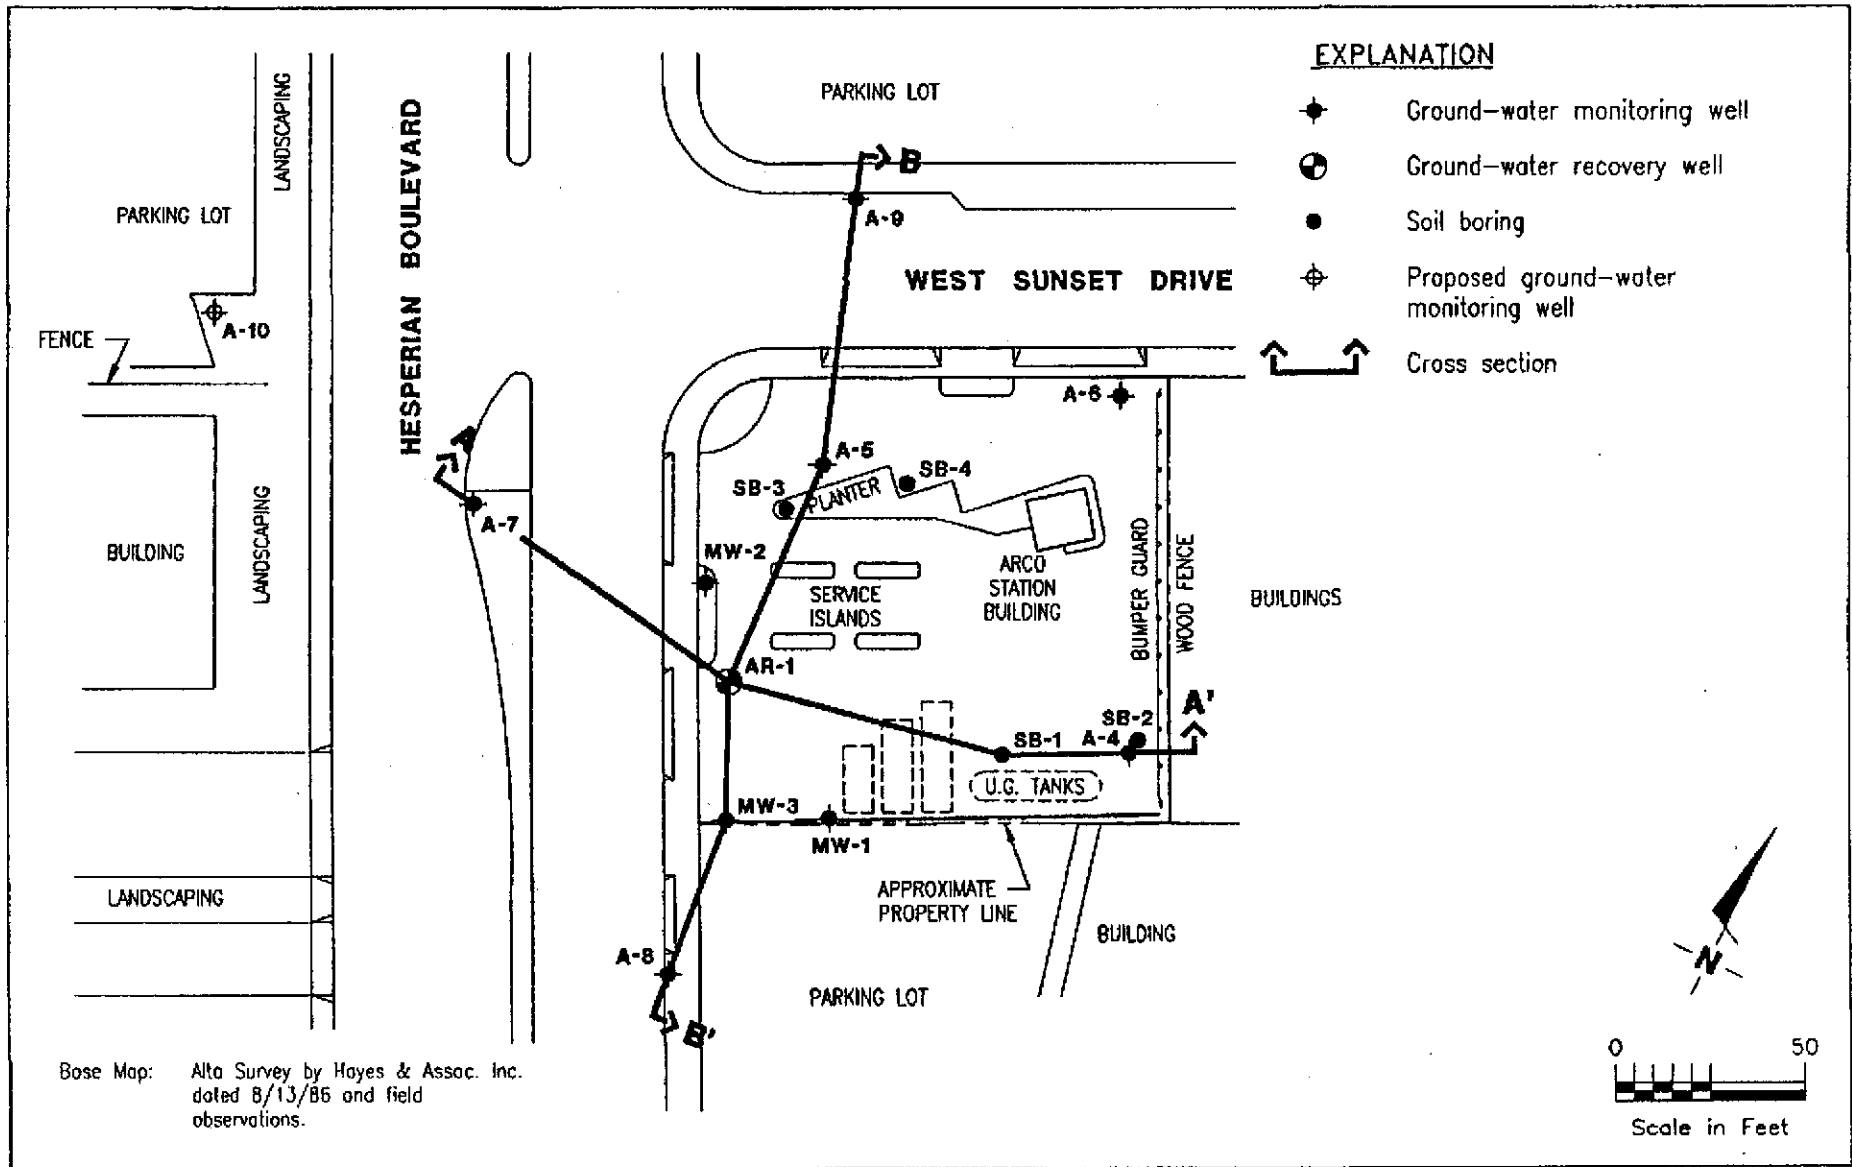 EXPLANATION
Ground-water monitoring well
Ground-water recovery well
Soil boring
Proposed ground-water
monitoring well
Cross section
PARKING LOT
LANDSCAPING
HESPERIAN BOULEVARD
PARKING LOT
B
A-9
WEST SUNSET DRIVE
A-10
FENCE
A-6
A
A-5
SB-4
SB-3
PLANTER
A-7
BUILDING
LANDSCAPING
MW-2
SERVICE
ISLANDS
ARCO
STATION
BUILDING
BUMPER GUARD
WOOD FENCE
BUILDINGS
AR-1
A'
SB-2
SB-1
A-4
U.G. TANKS
MW-3
MW-1
LANDSCAPING
APPROXIMATE
PROPERTY LINE
BUILDING
A-8
PARKING LOT
N
B'
Base Map:
Alta Survey by Hayes & Assoc. Inc.
dated 8/13/86 and field
observations.
0 50
Scale in Feet